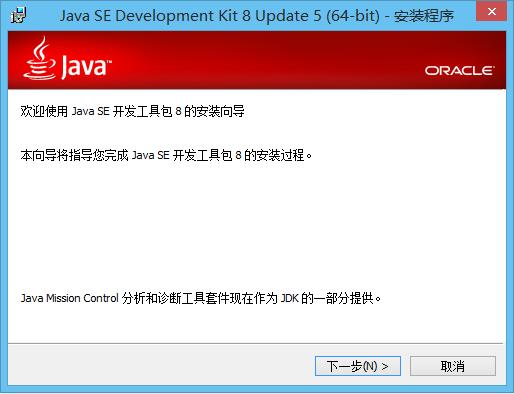 Java SE Development Kit 8 Update 5 (64-bit) - 安装程序
Java™
ORACLE®
欢迎使用 Java SE 开发工具包 8 的安装向导
本向导将指导您完成 Java SE 开发工具包 8 的安装过程。
Java Mission Control 分析和诊断工具套件现在作为 JDK 的一部分提供。
下一步(N) >
取消